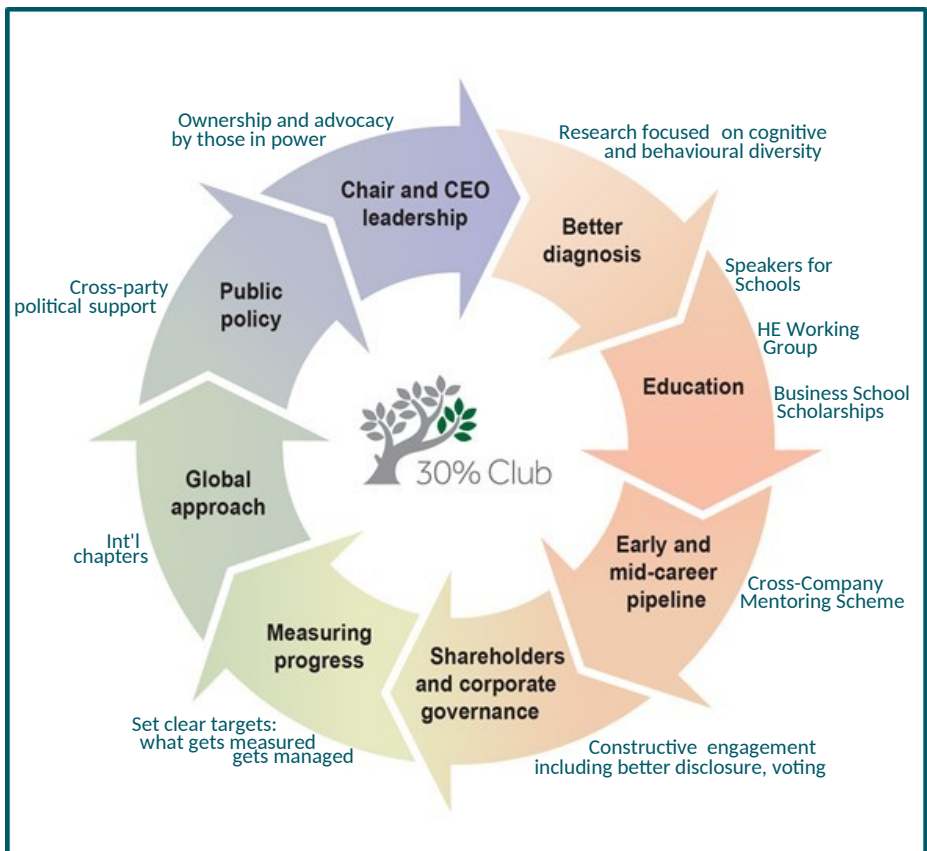 Ownership and advocacy
by those in power
Chair and CEO
leadership
Research focused on cognitive
and behavioural diversity
Better
diagnosis
Speakers for
Schools
HE Working
Group
Business School
Scholarships
Education
Early and
mid-career
pipeline
Cross-Company
Mentoring Scheme
Shareholders
and corporate
governance
Constructive engagement
including better disclosure, voting
Measuring
progress
Set clear targets:
what gets measured
gets managed
Global
approach
Int'l
chapters
Public
policy
Cross-party
political support
30% Club